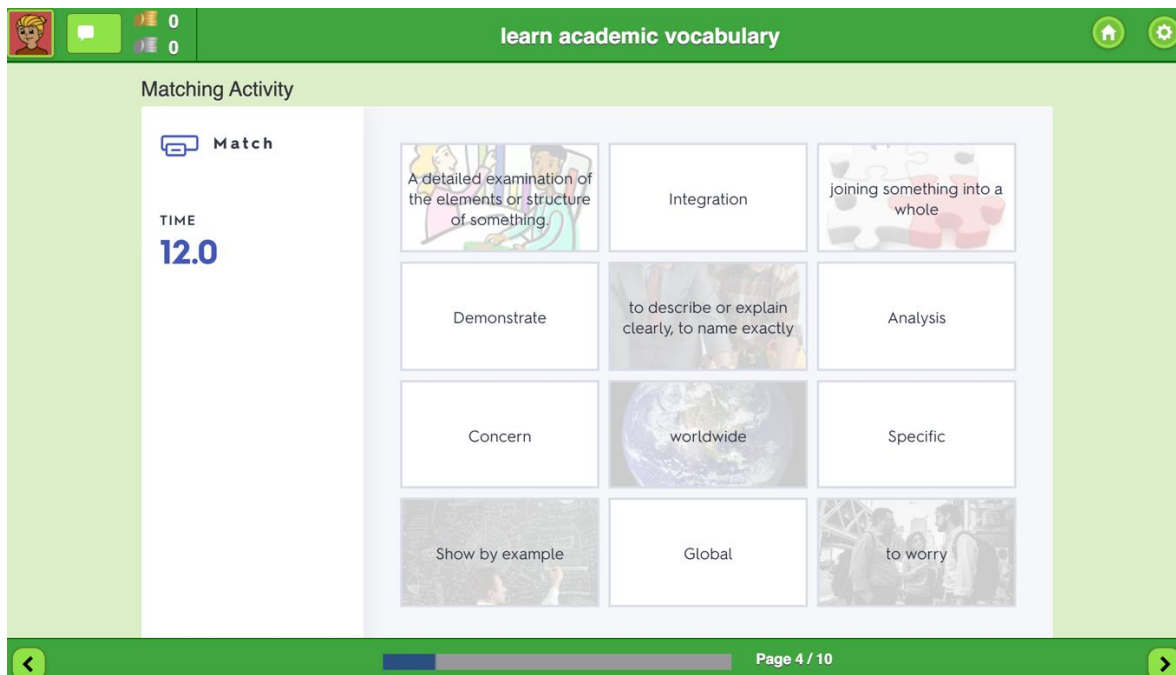 0
0
learn academic vocabulary
Matching Activity
Match
TIME
12.0
A detailed examination of
the elements or structure
of something.
Integration
joining something into a
whole
Demonstrate
to describe or explain
clearly, to name exactly
Analysis
Concern
worldwide
Specific
Show by example
Global
to worry
Page 4 / 10